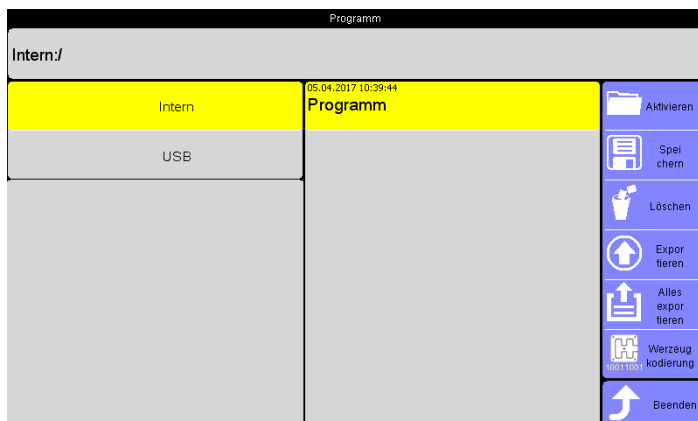 Programm
Intern:/
Intern
USB
05.04.2017 10:39:44
Programm
Aktivieren
Spei
chern
Löschen
Expor
tieren
Alles
expor
tieren
Werzeug
kodierung
10011001
Beenden